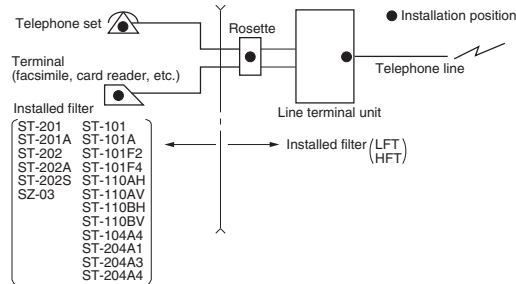 Telephone set
Rosette
● Installation position
Terminal
(facsimile, card reader, etc.)
Telephone line
Line terminal unit
Installed filter
ST-201 ST-101
ST-201A ST-101A
ST-202 ST-101F2
ST-202A ST-101F4
ST-202S ST-110AH
SZ-03 ST-110AV
ST-110BH
ST-110BV
ST-104A4
ST-204A1
ST-204A3
ST-204A4
Installed filter (LFT
HFT)